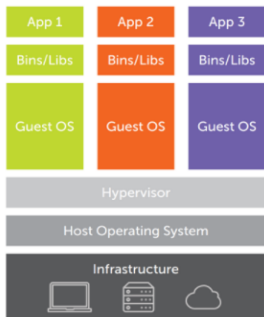 App 1 App 2 App 3
Bins/Libs Bins/Libs Bins/Libs
Guest OS Guest OS Guest OS
Hypervisor
Host Operating System
Infrastructure